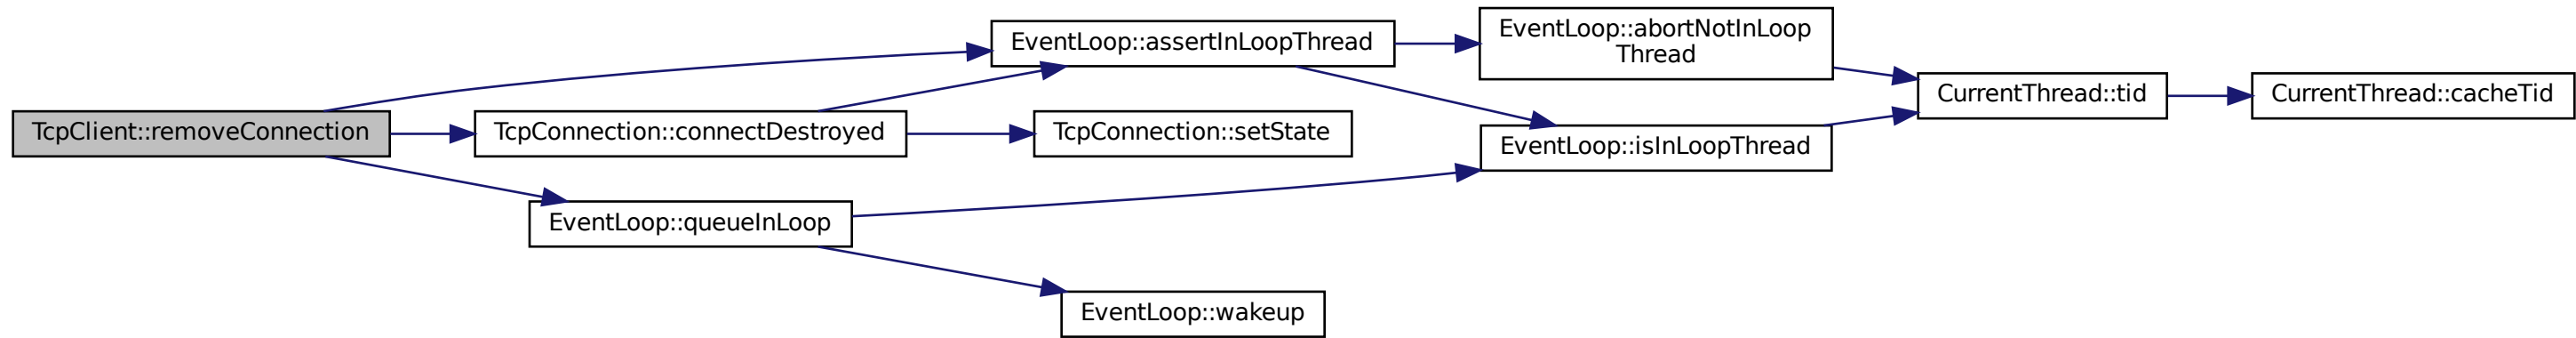 TcpClient::removeConnection
TcpConnection::connectDestroyed
EventLoop::queueInLoop
EventLoop::assertInLoopThread
TcpConnection::setState
EventLoop::wakeup
EventLoop::abortNotInLoop
Thread
EventLoop::isInLoopThread
CurrentThread::tid
CurrentThread::cacheTid